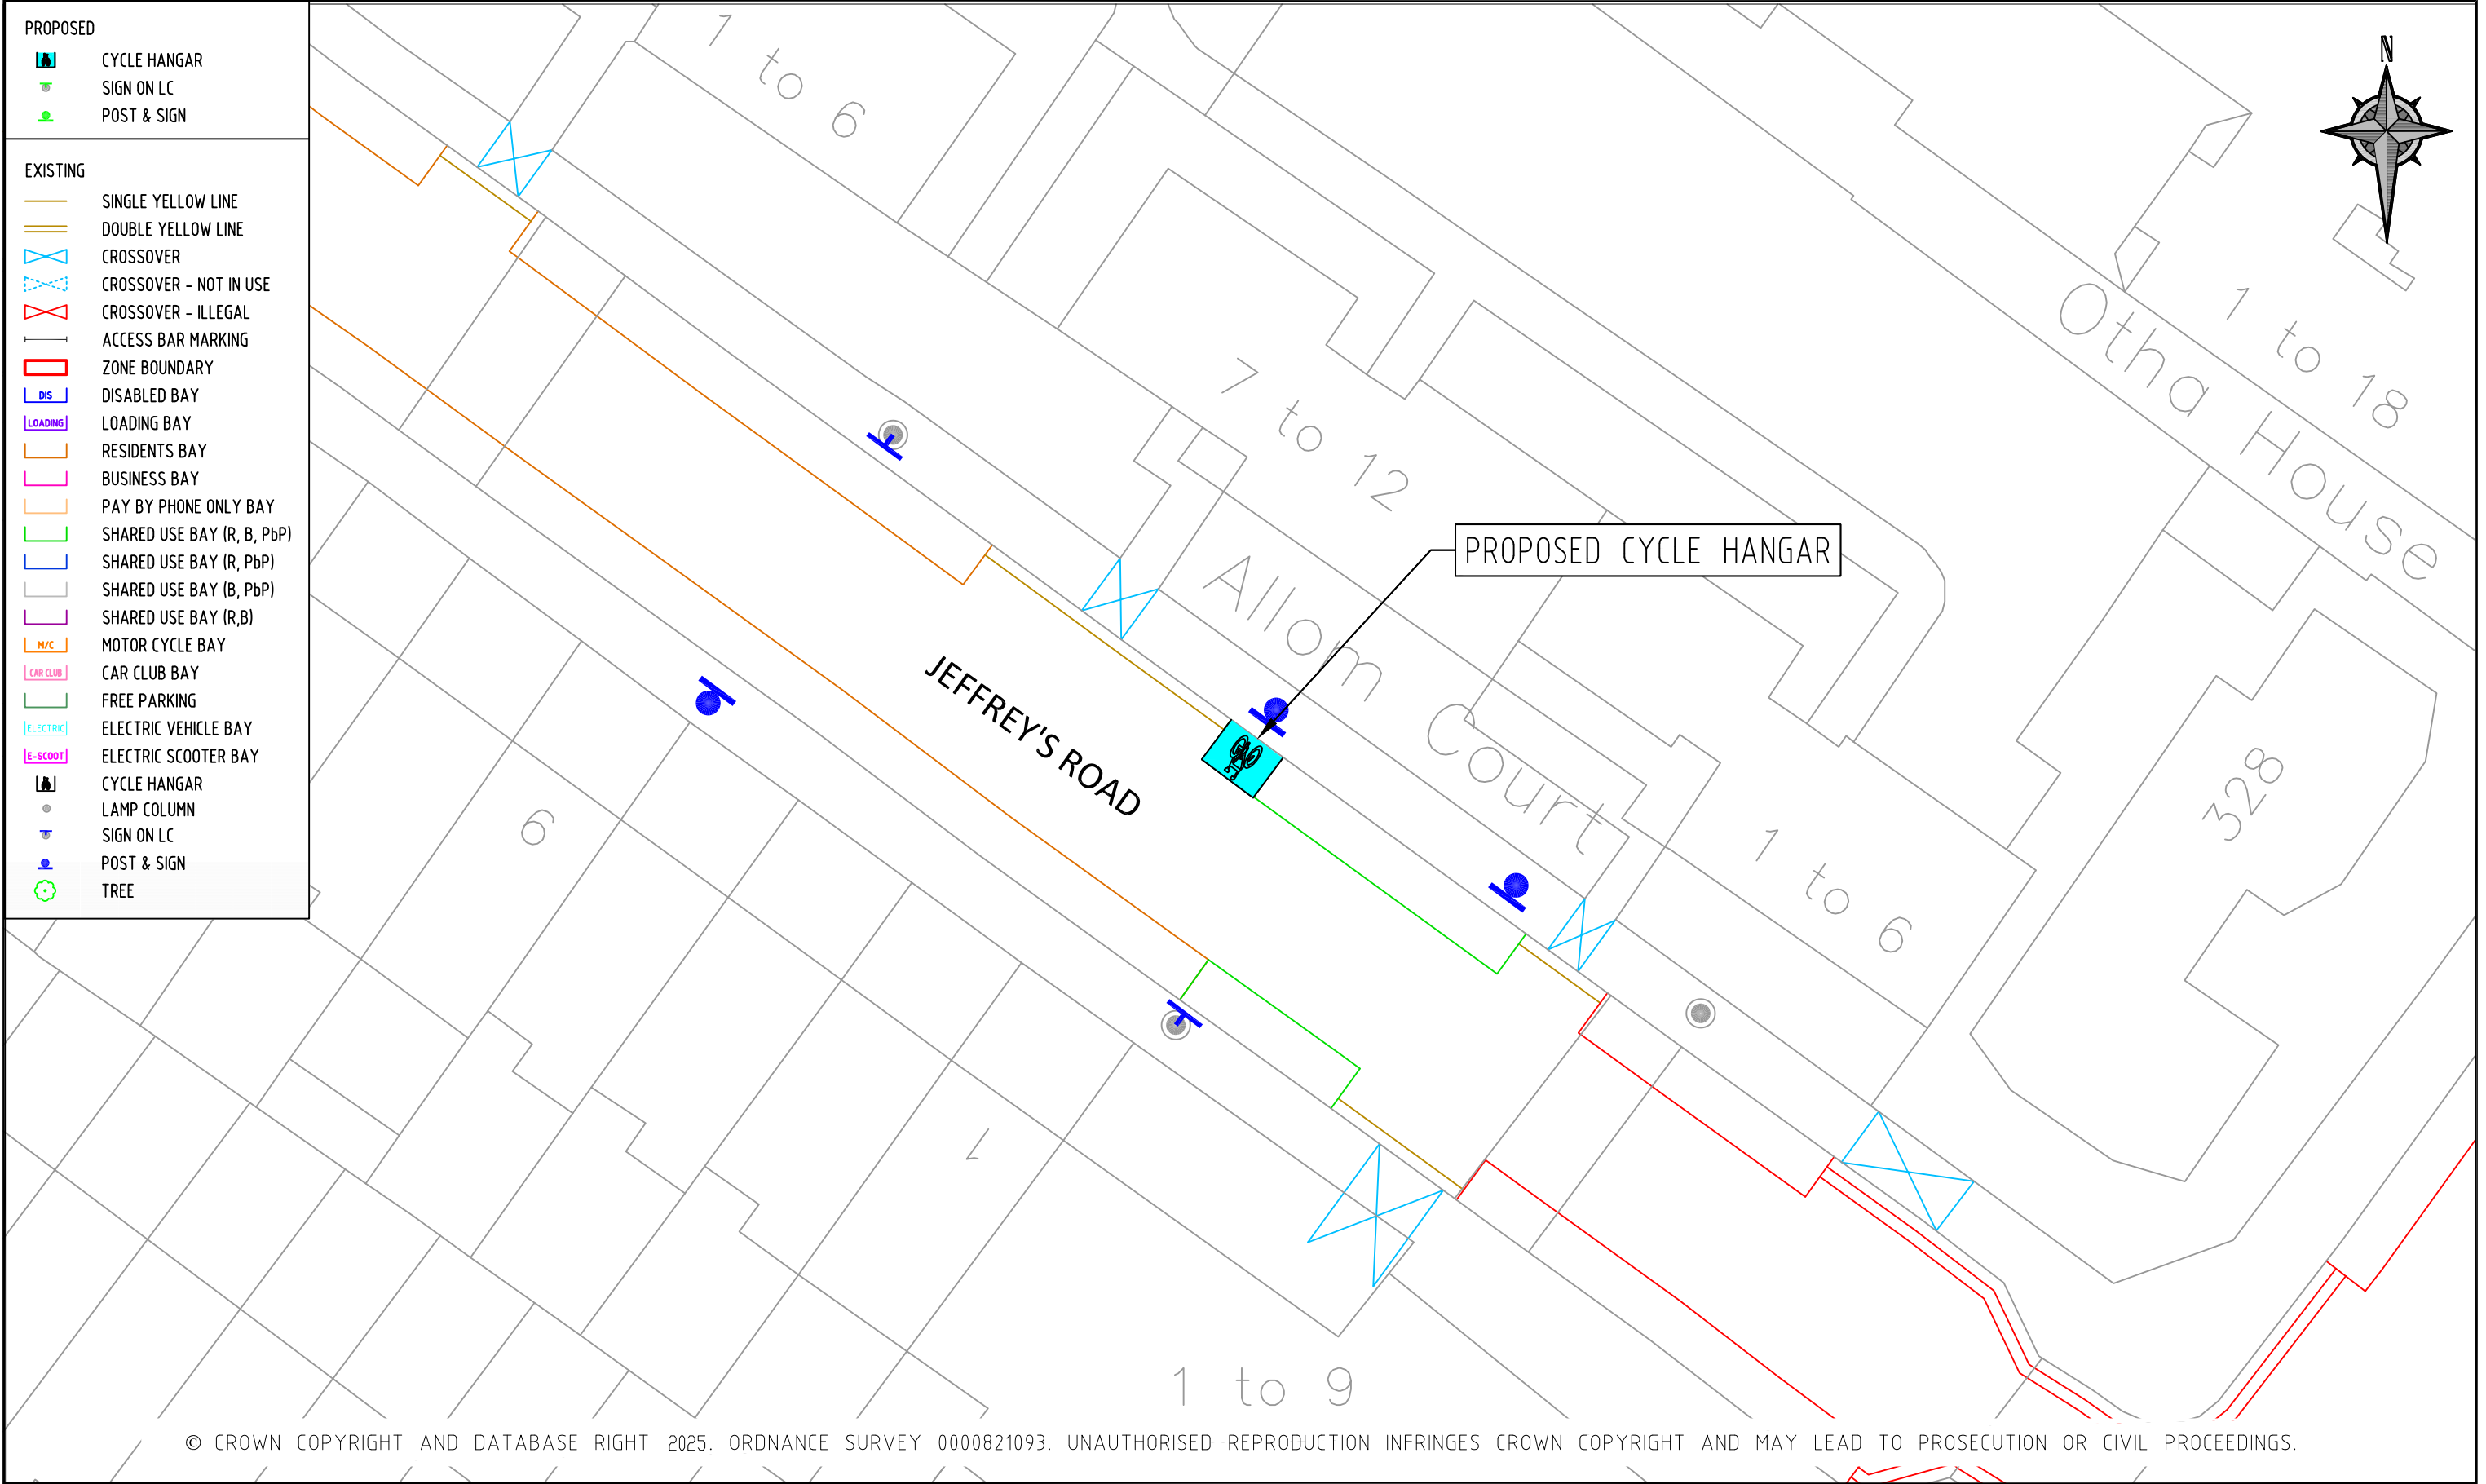 PROPOSED
CYCLE HANGAR
SIGN ON LC
POST & SIGN
EXISTING
SINGLE YELLOW LINE
DOUBLE YELLOW LINE
CROSSOVER
CROSSOVER - NOT IN USE
CROSSOVER - ILLEGAL
ACCESS BAR MARKING
ZONE BOUNDARY
DIS DISABLED BAY
LOADING LOADING BAY
RESIDENTS BAY
BUSINESS BAY
PAY BY PHONE ONLY BAY
SHARED USE BAY (R, B, PbP)
SHARED USE BAY (R, PbP)
SHARED USE BAY (B, PbP)
SHARED USE BAY (R,B)
M/C MOTOR CYCLE BAY
CAR CLUB CAR CLUB BAY
FREE PARKING
ELECTRIC ELECTRIC VEHICLE BAY
E-SCOOT ELECTRIC SCOOTER BAY
CYCLE HANGAR
LAMP COLUMN
SIGN ON LC
POST & SIGN
TREE
N
1 to 6
1 to 18
Otha House
7 to 12
Allom Court
PROPOSED CYCLE HANGAR
JEFFREY'S ROAD
328
1 to 6
9
1
1 to 9
© CROWN COPYRIGHT AND DATABASE RIGHT 2025. ORDNANCE SURVEY 0000821093. UNAUTHORISED REPRODUCTION INFRINGES CROWN COPYRIGHT AND MAY LEAD TO PROSECUTION OR CIVIL PROCEEDINGS.